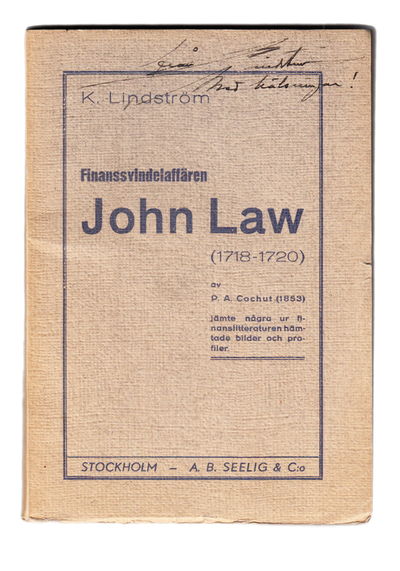 Med hälsningar!
K. Lindström
Finanssvindelaffären
John Law
(1718-1720)
av
P. A. Cochut (1853)
jämte några ur fi-
nanslitteraturen häm-
tade bilder och pro-
filer.
STOCKHOLM — A. B. SEELIG & C:o